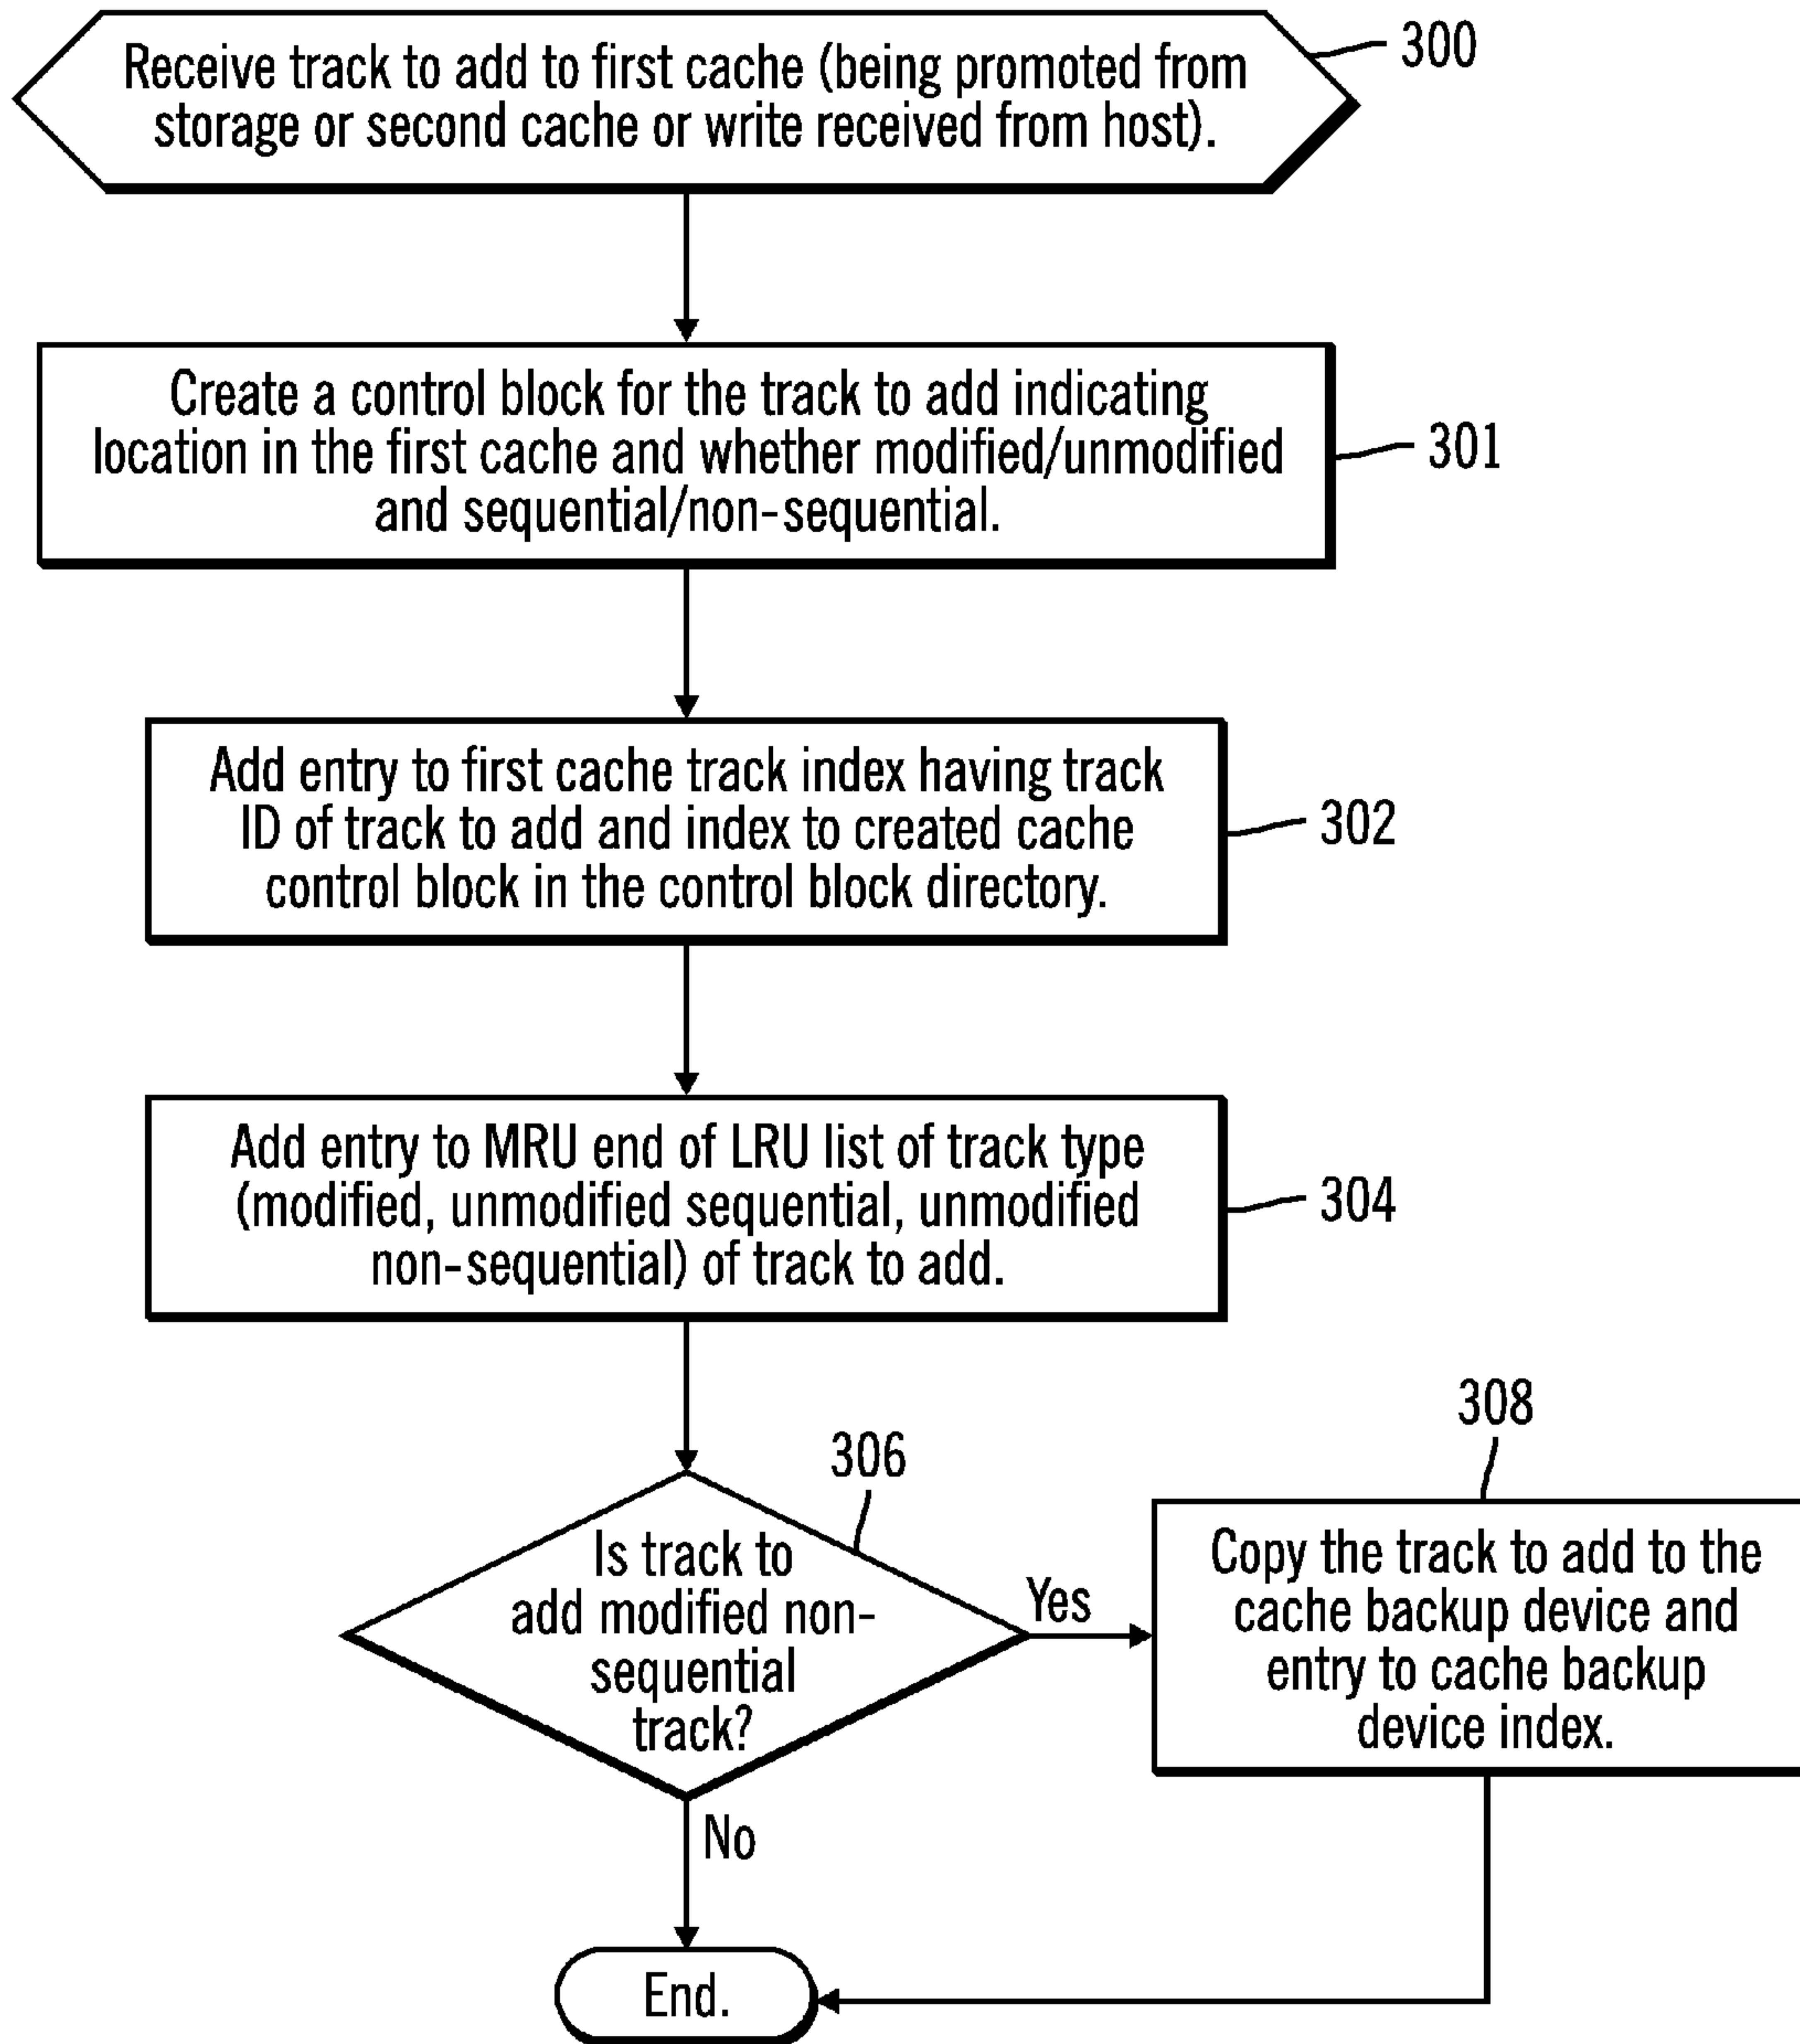 Receive track to add to first cache (being promoted from
storage or second cache or write received from host).
300
Create a control block for the track to add indicating
location in the first cache and whether modified/unmodified
and sequential/non-sequential.
301
Add entry to first cache track index having track
ID of track to add and index to created cache
control block in the control block directory.
302
Add entry to MRU end of LRU list of track type
(modified, unmodified sequential, unmodified
non-sequential) of track to add.
304
306
Is track to
add modified non-
sequential
track?
Yes
308
Copy the track to add to the
cache backup device and
entry to cache backup
device index.
No
End.